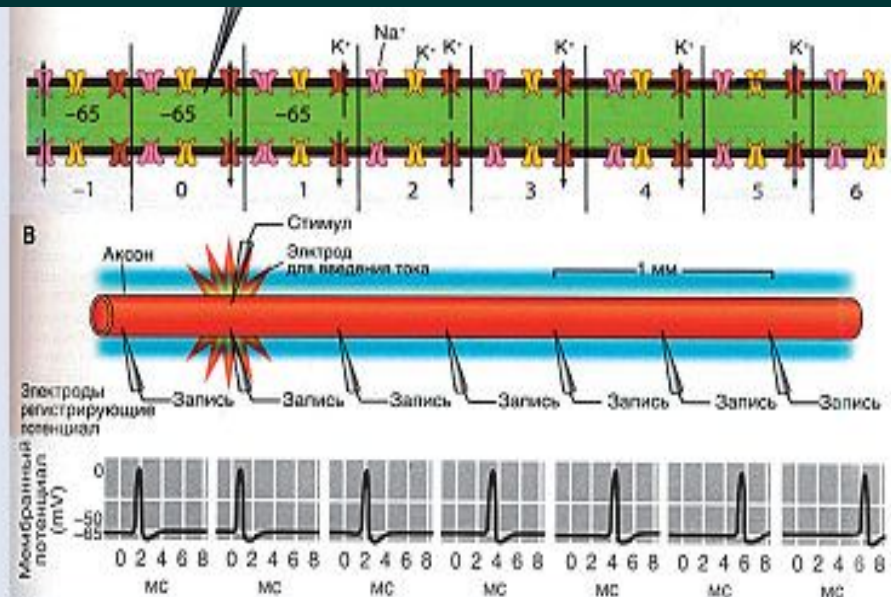 Na⁺
K⁺ K⁺ K⁺ K⁺ K⁺ K⁺
−65 −65 −65
−1 0 1 2 3 4 5 6
В
Стимул
Аксон
Элктрод
для введения тока
1 мм
Электроды
регистрирующие
потенциал
Запись Запись Запись Запись Запись Запись Запись
Мембранный
потенциал
(mV)
0
−50
−65
0 2 4 6 8 0 2 4 6 8 0 2 4 6 8 0 2 4 6 8 0 2 4 6 8 0 2 4 6 8 0 2 4 6 8
мс мс мс мс мс мс мс